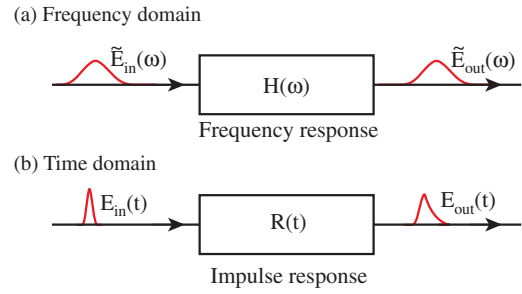 (a) Frequency domain
Ẽin(ω) H(ω) Ẽout(ω)
Frequency response
(b) Time domain
Ein(t) R(t) Eout(t)
Impulse response